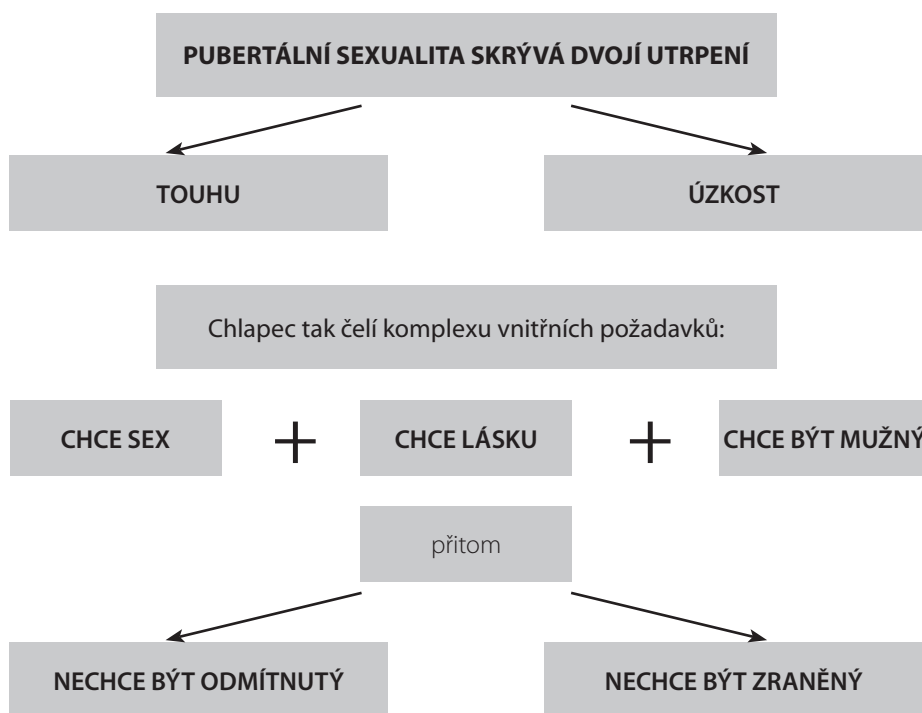 PUBERTÁLNÍ SEXUALITA SKRÝVÁ DVOJÍ UTRPENÍ
TOUHU
ÚZKOST
Chlapec tak čelí komplexu vnitřních požadavků:
CHCE SEX + CHCE LÁSKU + CHCE BÝT MUŽNÝ
přitom
NECHCE BÝT ODMÍTNUTÝ
NECHCE BÝT ZRANĚNÝ